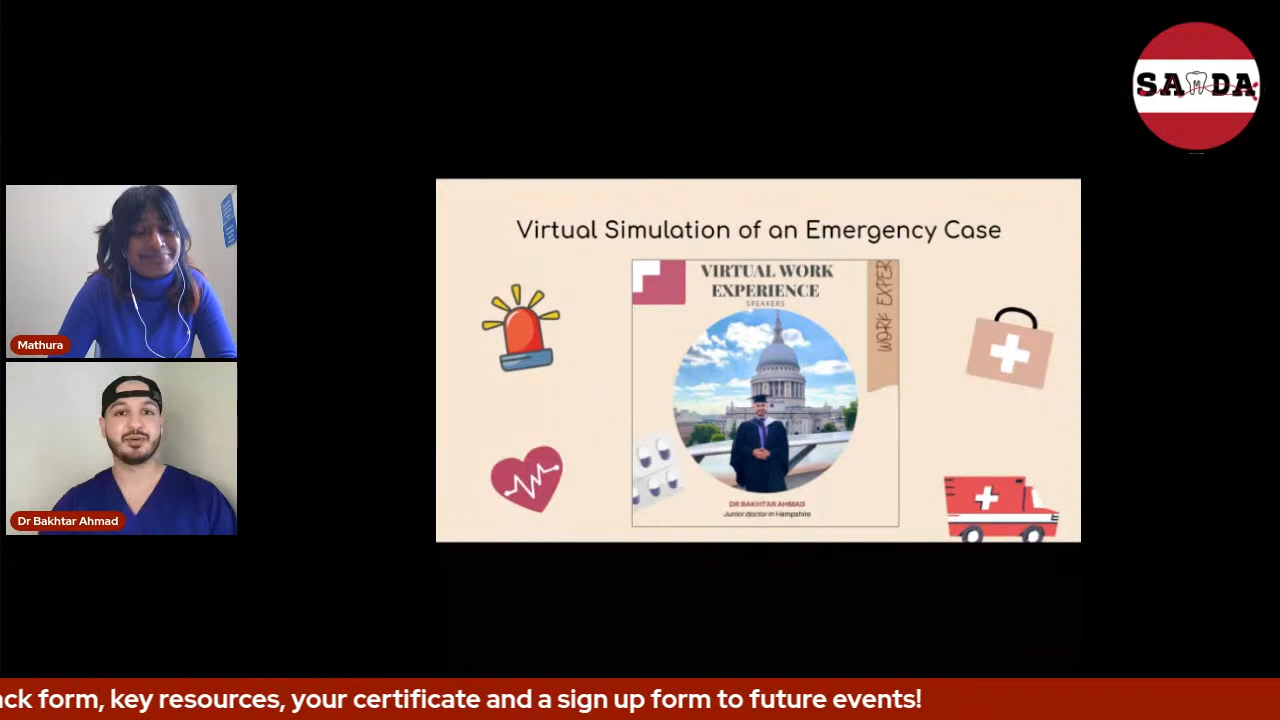 SAMDA
Virtual Simulation of an Emergency Case
VIRTUAL WORK
EXPERIENCE
SPEAKERS
WORK EXPER
DR BAKHTAR AHMAD
Junior doctor in Hampshire
Mathura
Dr Bakhtar Ahmad
ck form, key resources, your certificate and a sign up form to future events!